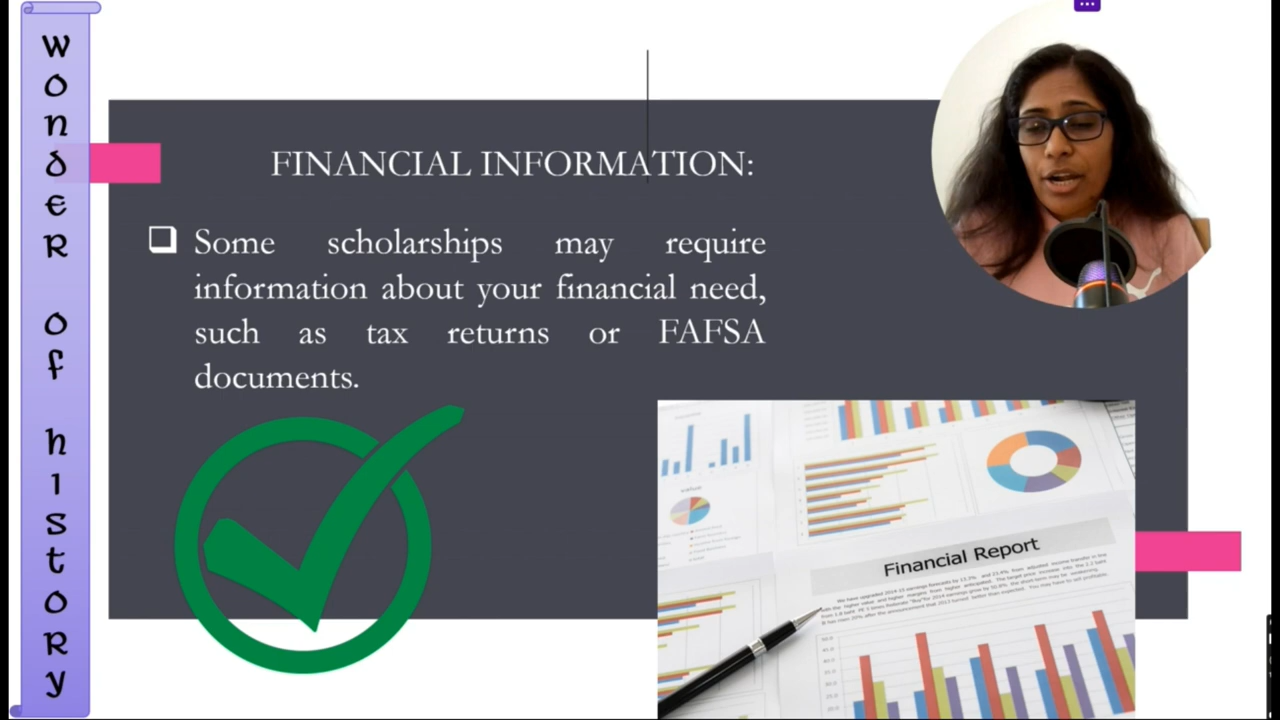 WONDER OF HISTORY
FINANCIAL INFORMATION:
Some scholarships may require
information about your financial need,
such as tax returns or FAFSA
documents.
Financial Report